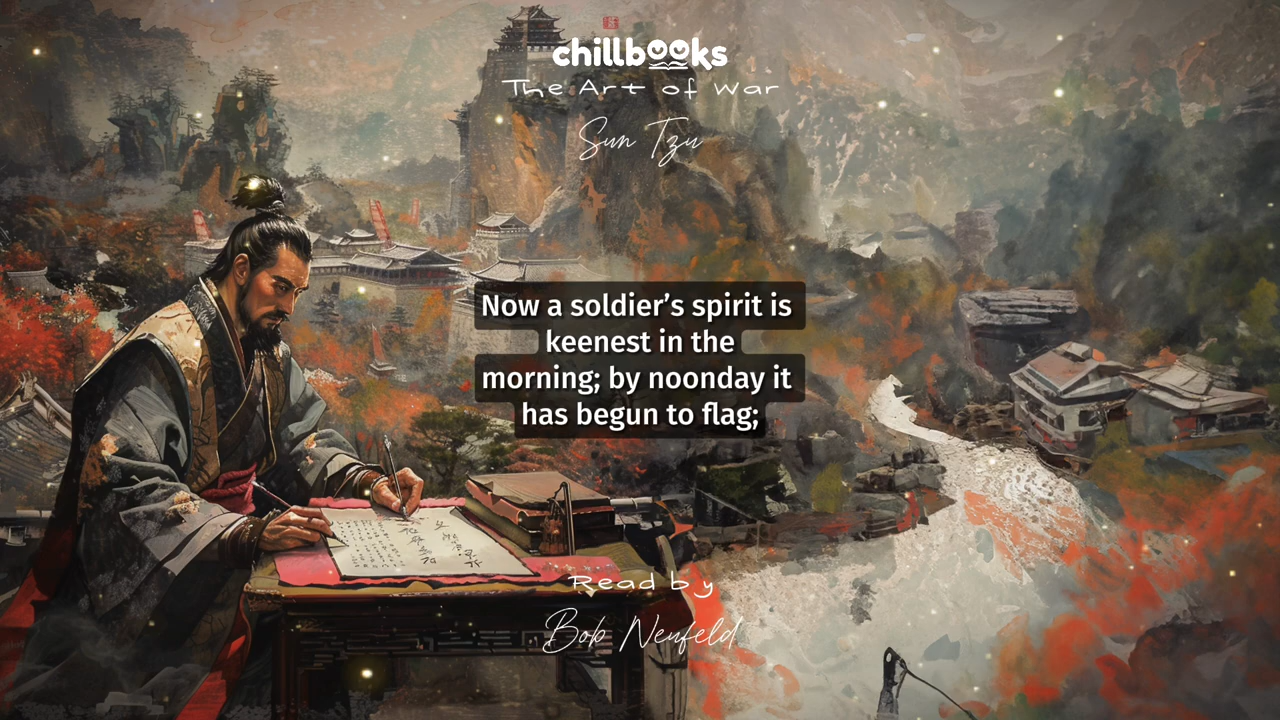 chillbooks
The Art of War
Sun Tzu
Now a soldier’s spirit is
keenest in the
morning; by noonday it
has begun to flag;
Read by
Bob Neufeld